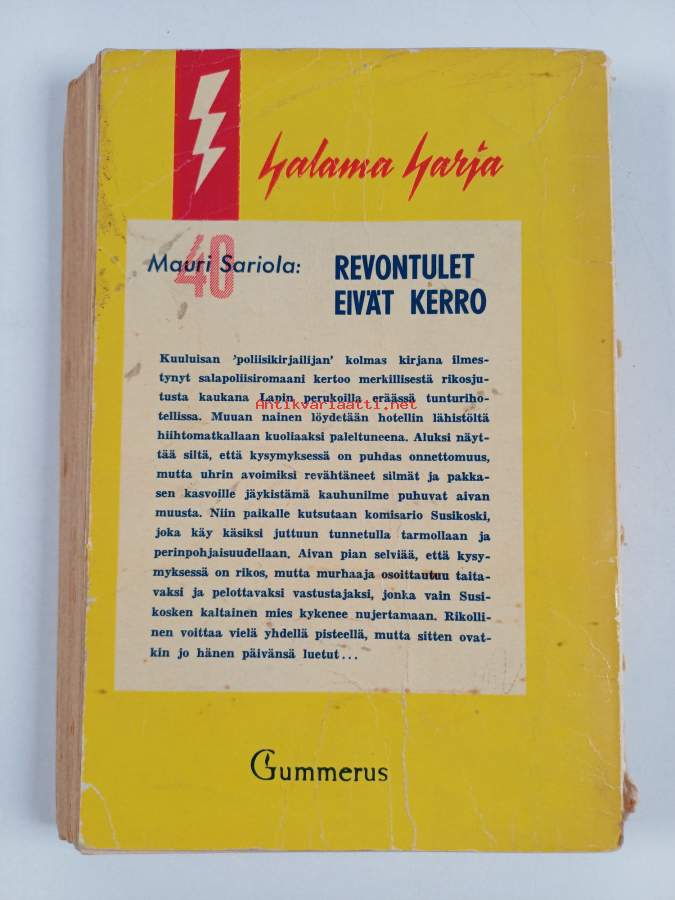 Salama Sarja
40
Mauri Sariola:
REVONTULET
EIVÄT KERRO
Kuuluisan ’poliisikirjailijan’ kolmas kirjana ilmes-
tynyt salapoliisiromaani kertoo merkillisestä rikosju-
tusta kaukana Lapin perukoilla eräässä tunturiho-
Antikvariaatti.net
tellissa. Muuan nainen löydetään hotellin lähistöltä
hiihtomatkallaan kuoliaaksi paleltuneena. Aluksi näyt-
tää siltä, että kysymyksessä on puhdas onnettomuus,
mutta uhrin avoimiksi revähtäneet silmät ja pakka-
sen kasvoille jäykistämä kauhunilme puhuvat aivan
muusta. Niin paikalle kutsutaan komisario Susikoski,
joka käy käsiksi juttuun tunnetulla tarmollaan ja
perinpohjaisuudellaan. Aivan pian selviää, että kysy-
myksessä on rikos, mutta murhaaja osoittautuu taita-
vaksi ja pelottavaksi vastustajaksi, jonka vain Susi-
kosken kaltainen mies kykenee nujertamaan. Rikolli-
nen voittaa vielä yhdellä pisteellä, mutta sitten ovat-
kin jo hänen päivänsä luetut...
Gummerus